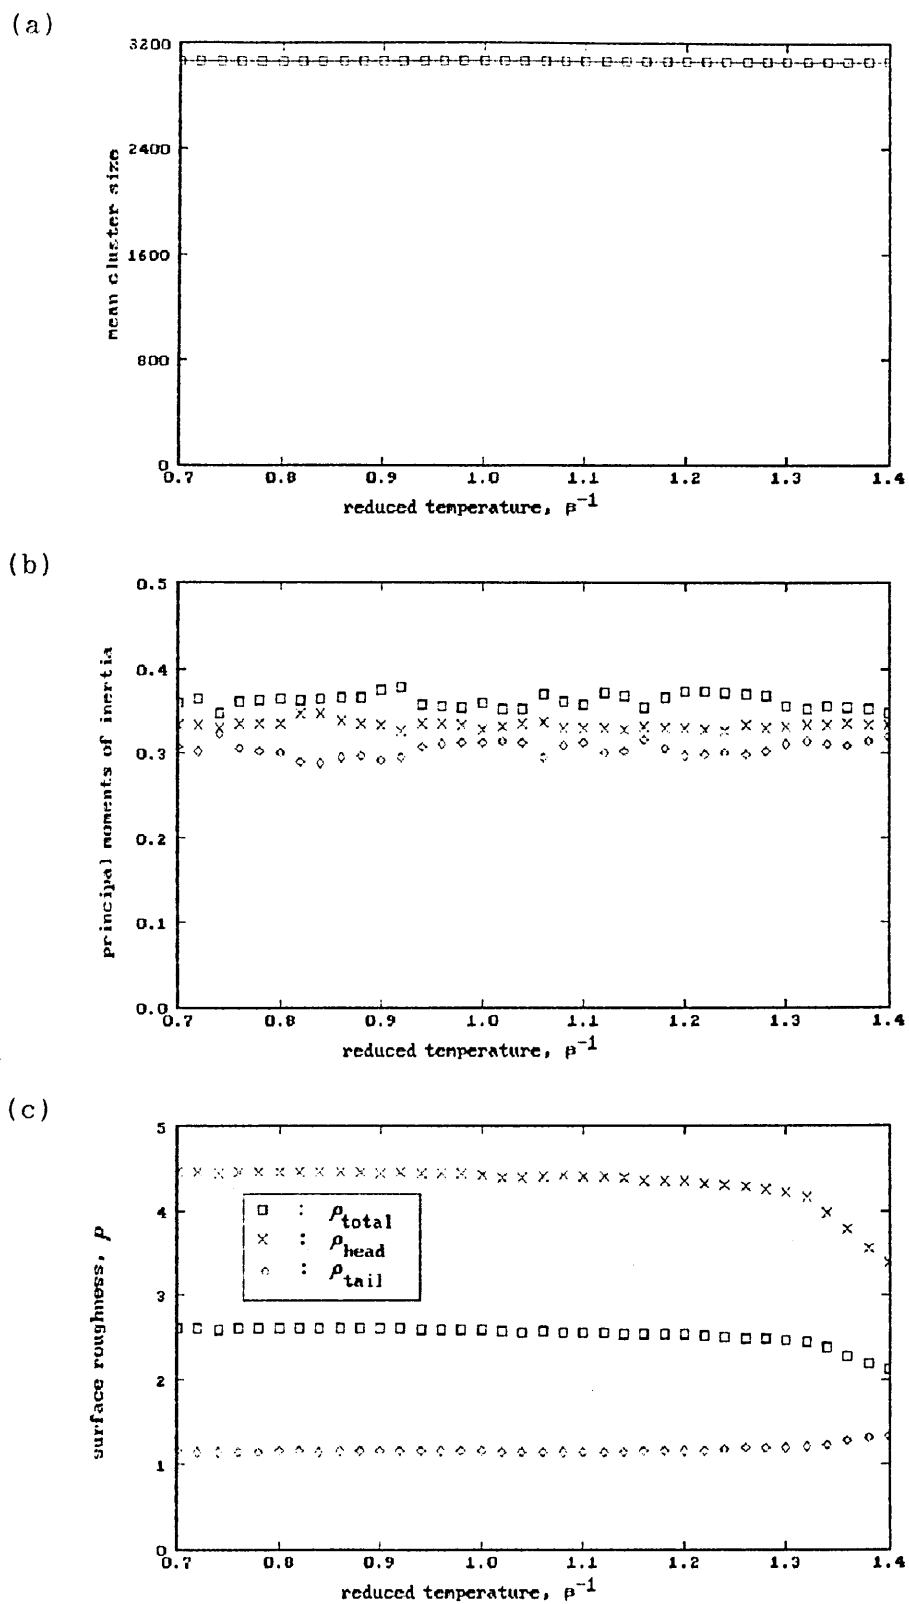 (a)
3200
2400
1600
800
0
mean cluster size
0.7 0.8 0.9 1.0 1.1 1.2 1.3 1.4
reduced temperature, β⁻¹
(b)
0.5
0.4
0.3
0.2
0.1
0.0
principal moments of inertia
0.7 0.8 0.9 1.0 1.1 1.2 1.3 1.4
reduced temperature, β⁻¹
(c)
5
4
3
2
1
0
surface roughness, ρ
□ : ρ_total
× : ρ_head
◇ : ρ_tail
0.7 0.8 0.9 1.0 1.1 1.2 1.3 1.4
reduced temperature, β⁻¹